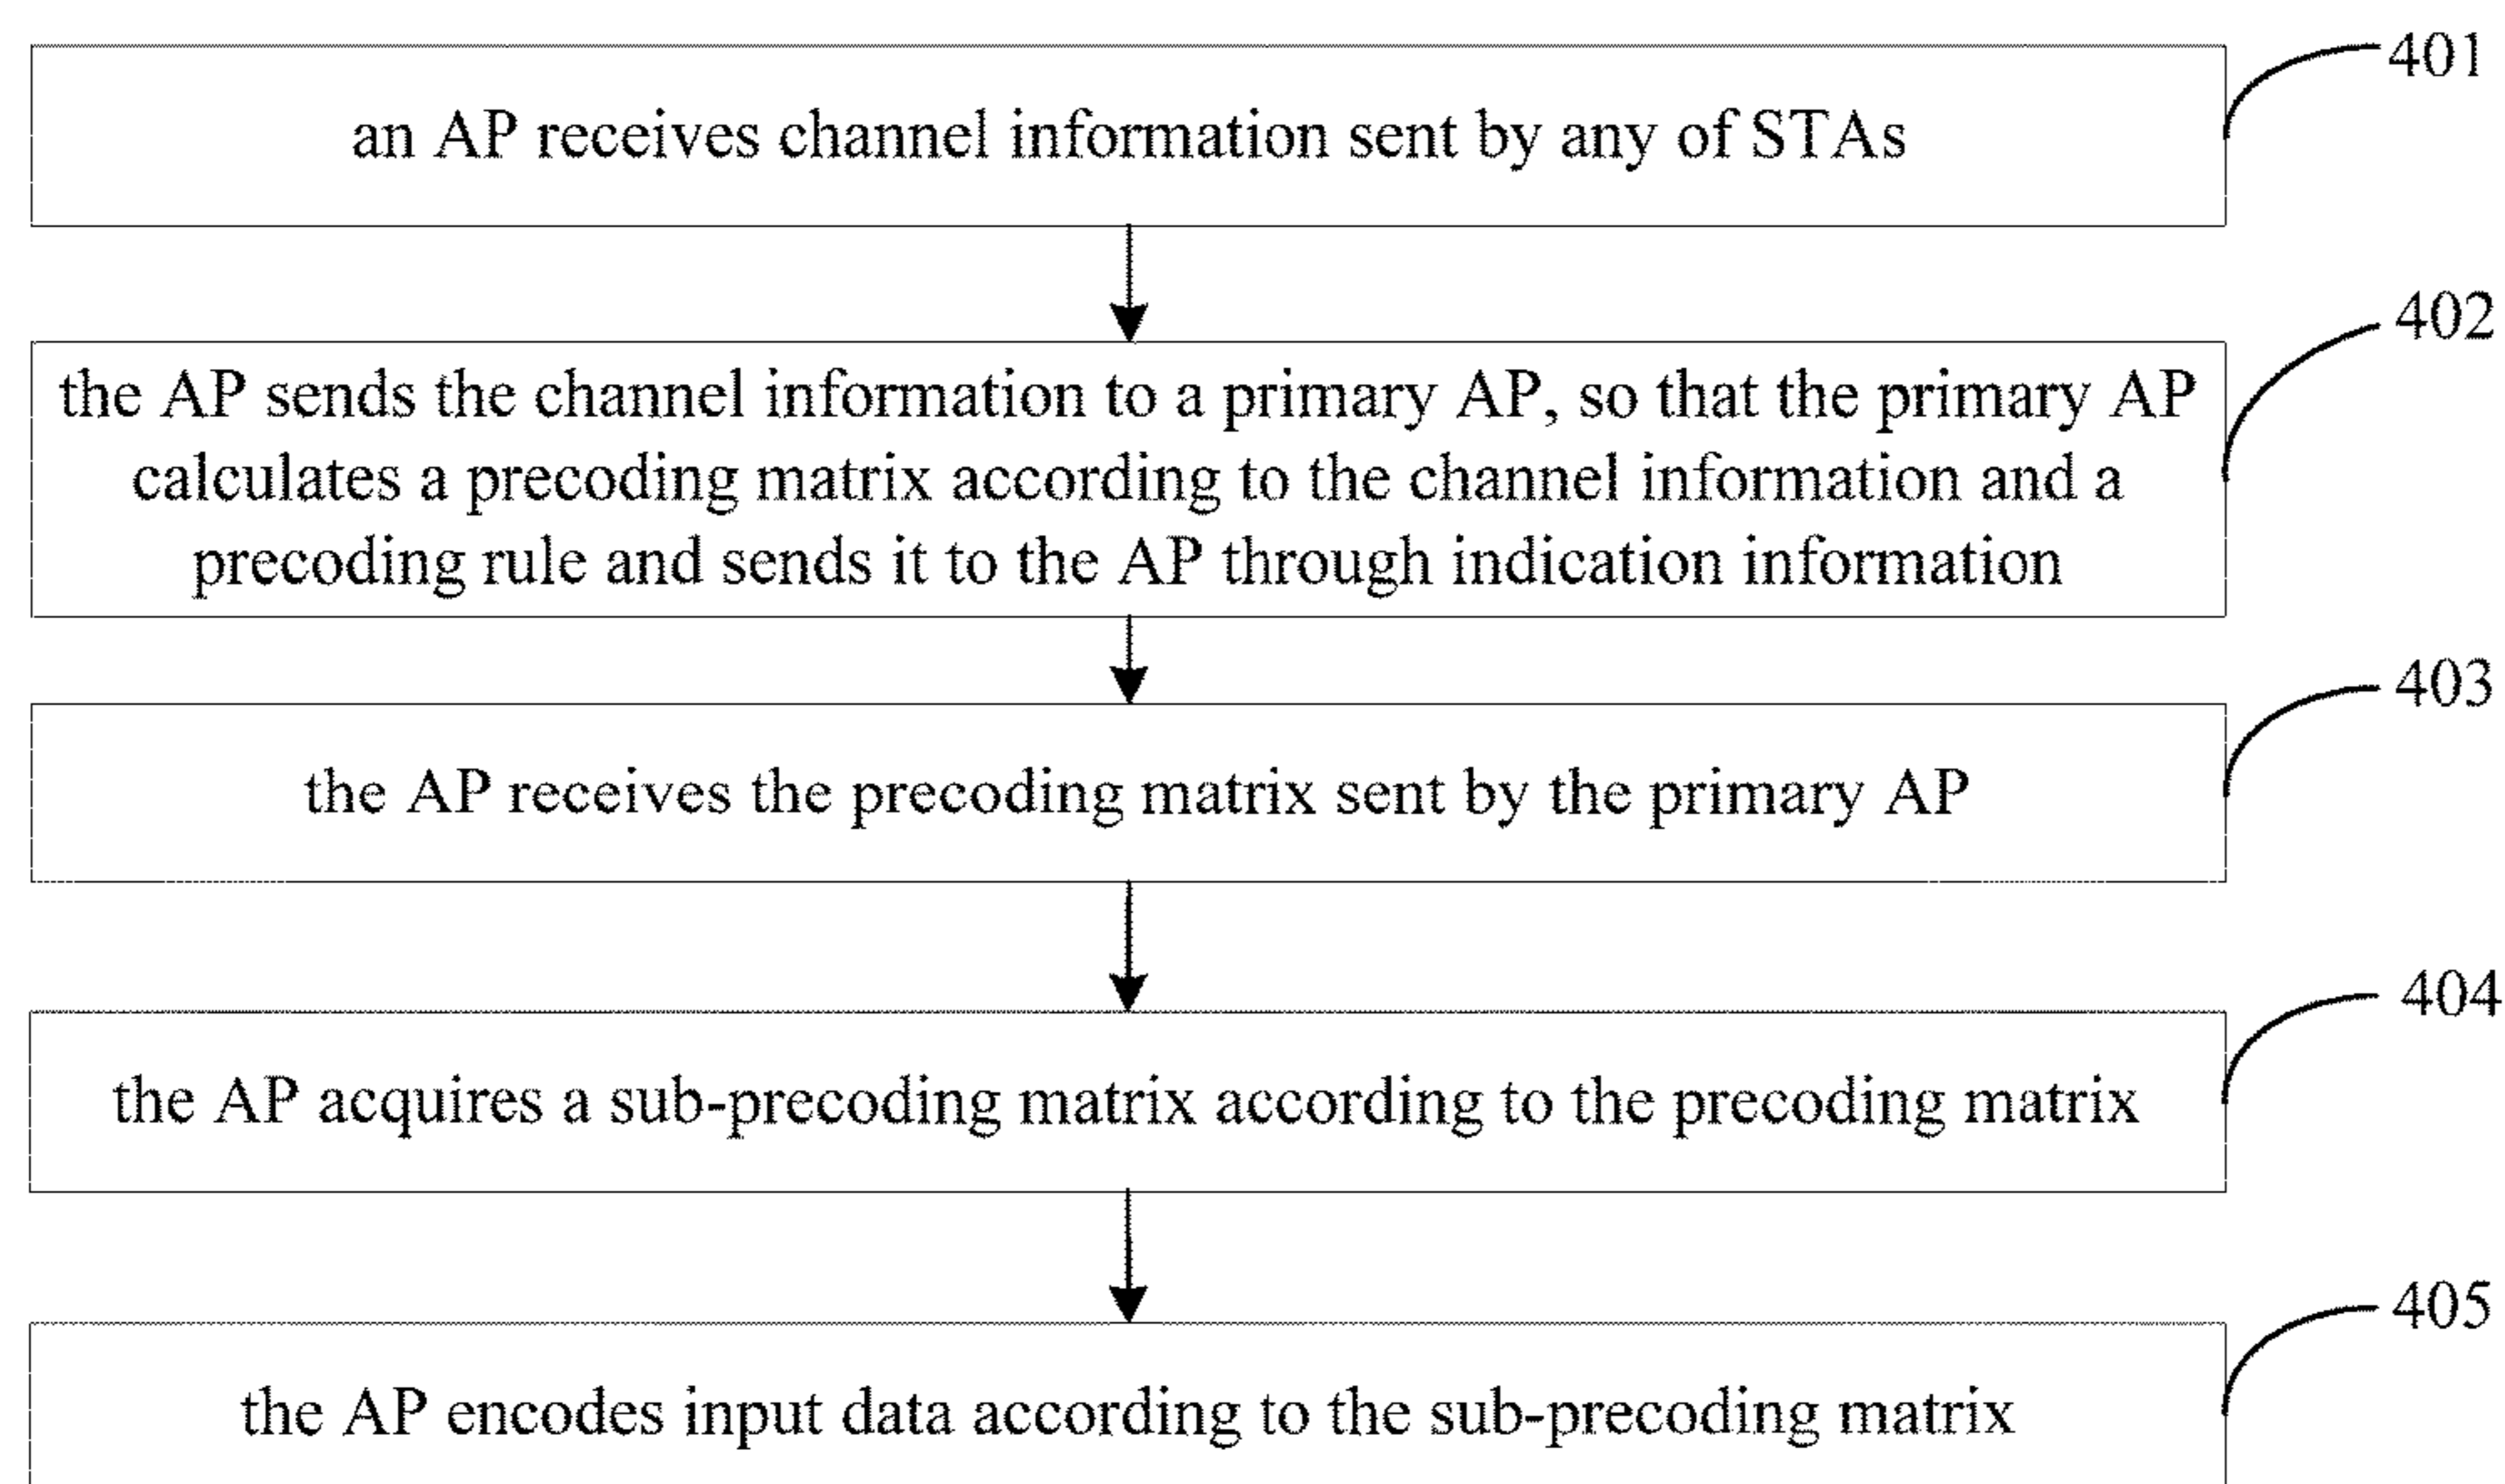 401
an AP receives channel information sent by any of STAs
402
the AP sends the channel information to a primary AP, so that the primary AP
calculates a precoding matrix according to the channel information and a
precoding rule and sends it to the AP through indication information
403
the AP receives the precoding matrix sent by the primary AP
404
the AP acquires a sub-precoding matrix according to the precoding matrix
405
the AP encodes input data according to the sub-precoding matrix